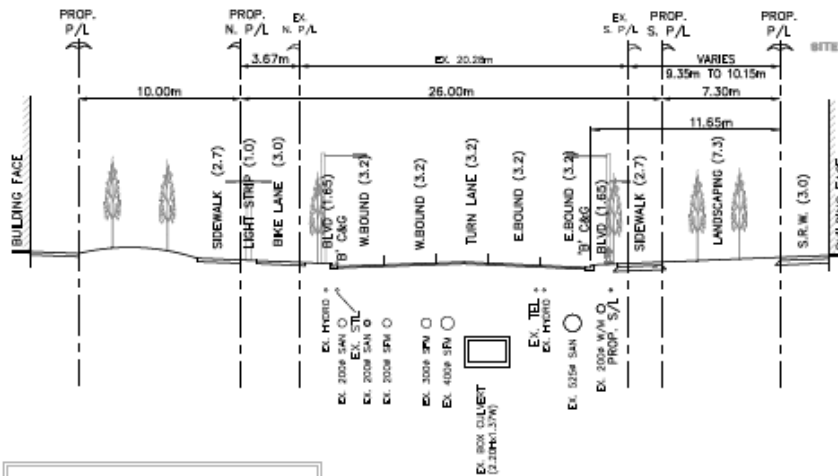 PROP.
P/L
PROP.
N. P/L
EX.
N. P/L
EX.
S. P/L
PROP.
S. P/L
PROP.
P/L
SITE
3.67m
EX. 20.28m
VARIES
9.35m TO 10.15m
10.00m
26.00m
7.30m
11.65m
BUILDING FACE
SIDEWALK (2.7)
LIGHT STRIP (1.0)
BIKE LANE (3.0)
BLVD (1.65)
'B' C&G
W.BOUND (3.2)
W.BOUND (3.2)
TURN LANE (3.2)
E.BOUND (3.2)
E.BOUND (3.2)
'B' C&G
BLVD (1.65)
SIDEWALK (2.7)
LANDSCAPING (7.3)
S.R.W. (3.0)
EX. HYDRO
EX. STL
EX. 200ø SAN
EX. 200ø SAN
EX. 200ø SFM
EX. 300ø SFM
EX. 400ø SFM
EX. BOX CULVERT
(2.20Hx1.37W)
EX. TEL
EX. HYDRO
EX. 525ø SAN
EX. 200ø W/M
PROP. S/L